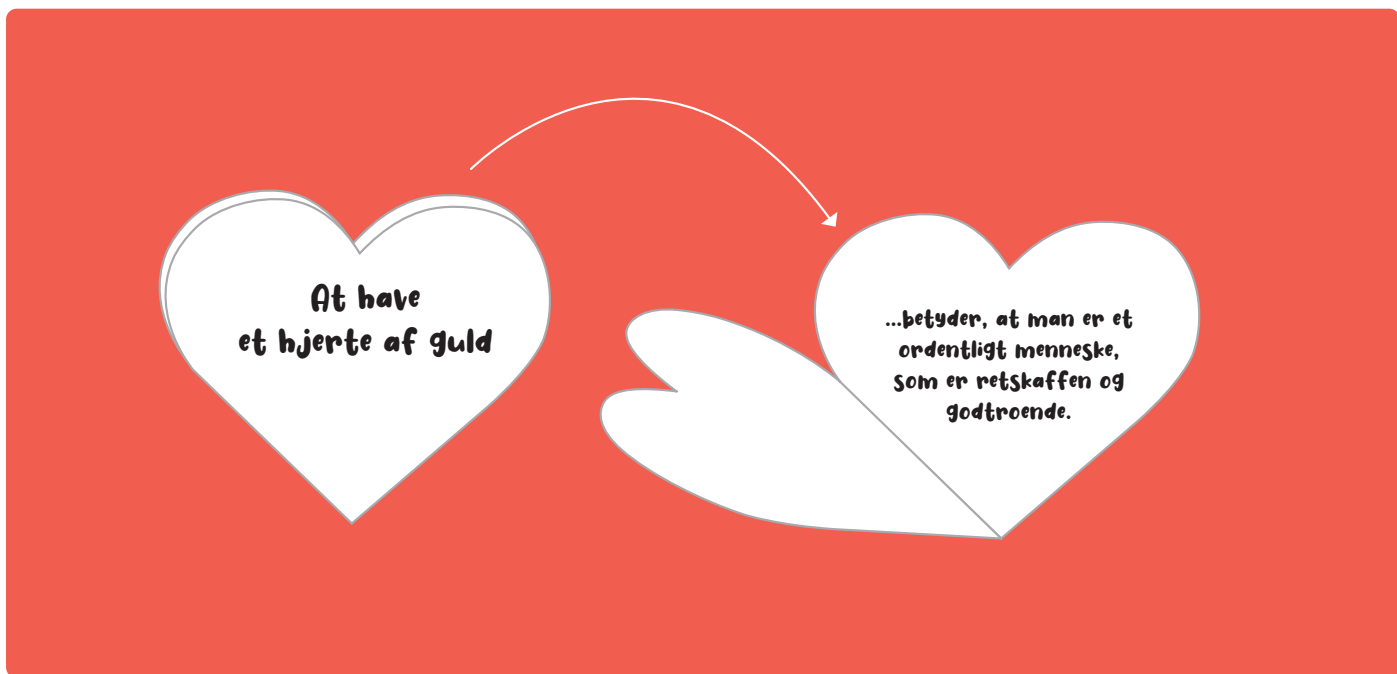 At have
et hjerte af guld
...betyder, at man er et
ordentligt menneske,
som er retskaffen og
godtroende.